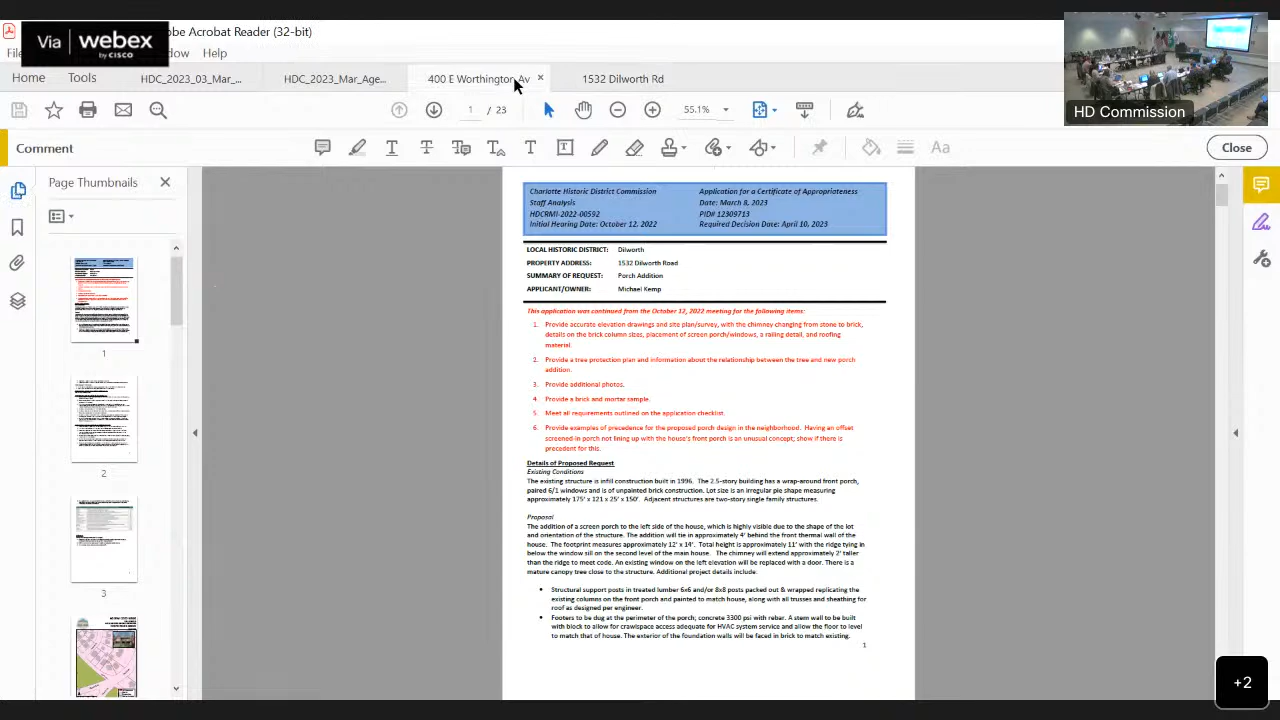 Via webex
by CISCO
obe Acrobat Reader (32-bit)
dow Help
Home Tools HDC_2023_03_Mar_... HDC_2023_Mar_Age... 400 E Worthington Av 1532 Dilworth Rd
1 / 23 55.1%
Comment Close
Page Thumbnails
1
2
3
HD Commission
+2
Charlotte Historic District Commission Application for a Certificate of Appropriateness
Staff Analysis Date: March 8, 2023
HDCRMI-2022-00592 PID# 12309713
Initial Hearing Date: October 12, 2022 Required Decision Date: April 10, 2023
LOCAL HISTORIC DISTRICT: Dilworth
PROPERTY ADDRESS: 1532 Dilworth Road
SUMMARY OF REQUEST: Porch Addition
APPLICANT/OWNER: Michael Kemp
This application was continued from the October 12, 2022 meeting for the following items:
1. Provide accurate elevation drawings and site plan/survey, with the chimney changing from stone to brick,
details on the brick column sizes, placement of screen porch/windows, a railing detail, and roofing
material.
2. Provide a tree protection plan and information about the relationship between the tree and new porch
addition.
3. Provide additional photos.
4. Provide a brick and mortar sample.
5. Meet all requirements outlined on the application checklist.
6. Provide examples of precedence for the proposed porch design in the neighborhood. Having an offset
screened-in porch not lining up with the house's front porch is an unusual concept; show if there is
precedent for this.
Details of Proposed Request
Existing Conditions
The existing structure is infill construction built in 1996. The 2.5-story building has a wrap-around front porch,
paired 6/1 windows and is of unpainted brick construction. Lot size is an irregular pie shape measuring
approximately 175' x 121 x 25' x 150'. Adjacent structures are two-story single family structures.
Proposal
The addition of a screen porch to the left side of the house, which is highly visible due to the shape of the lot
and orientation of the structure. The addition will tie in approximately 4' behind the front thermal wall of the
house. The footprint measures approximately 12' x 14'. Total height is approximately 11' with the ridge tying in
below the window sill on the second level of the main house. The chimney will extend approximately 2' taller
than the ridge to meet code. An existing window on the left elevation will be replaced with a door. There is a
mature canopy tree close to the structure. Additional project details include:
• Structural support posts in treated lumber 6x6 and/or 8x8 posts packed out & wrapped replicating the
existing columns on the front porch and painted to match house, along with all trusses and sheathing for
roof as designed per engineer.
• Footers to be dug at the perimeter of the porch; concrete 3300 psi with rebar. A stem wall to be built
with block to allow for crawlspace access adequate for HVAC system service and allow the floor to level
to match that of house. The exterior of the foundation walls will be faced in brick to match existing.
1